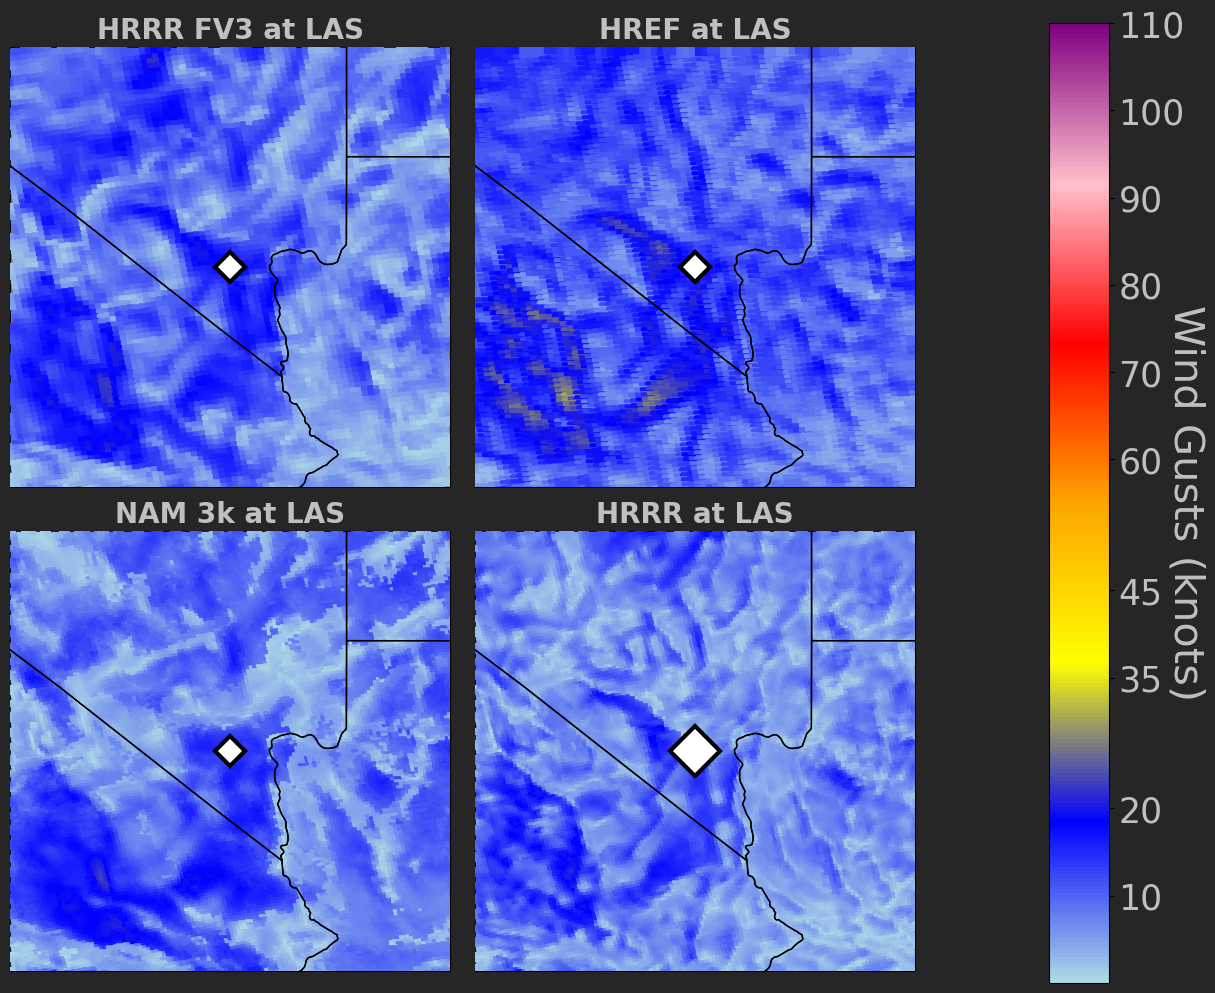 HRRR FV3 at LAS
HREF at LAS
NAM 3k at LAS
HRRR at LAS
110
100
90
80
70
60
45
35
20
10
Wind Gusts (knots)